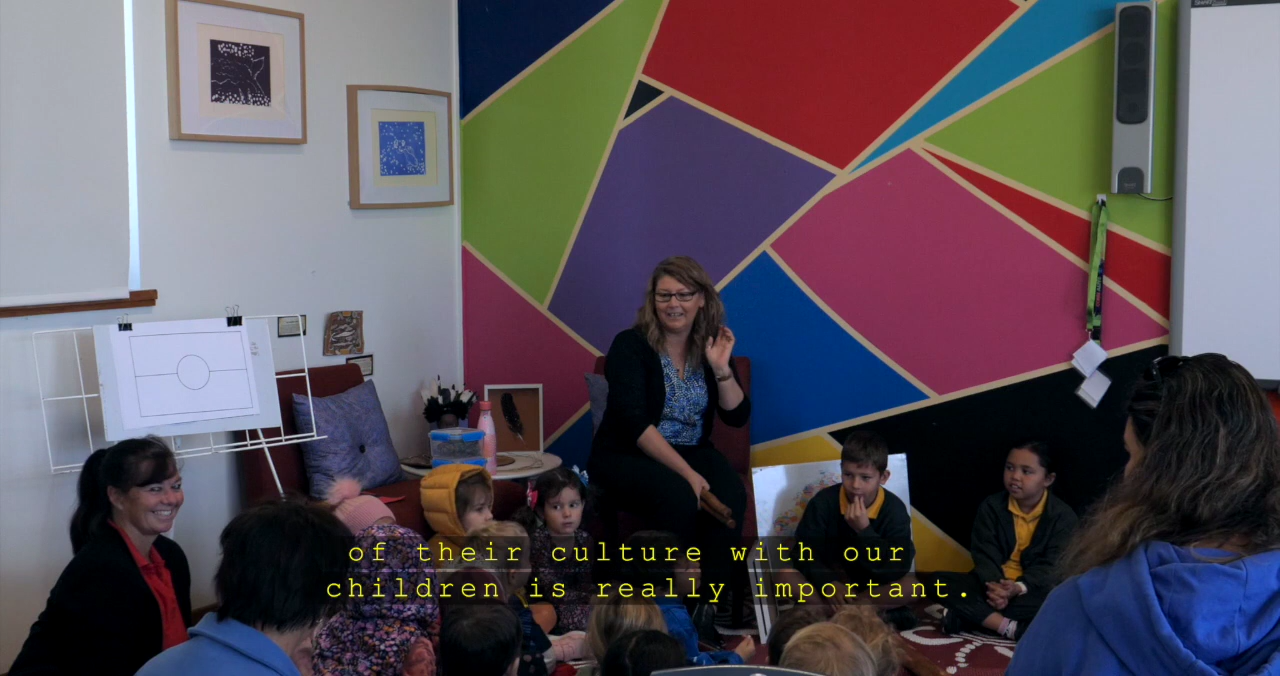 of their culture with our
children is really important.